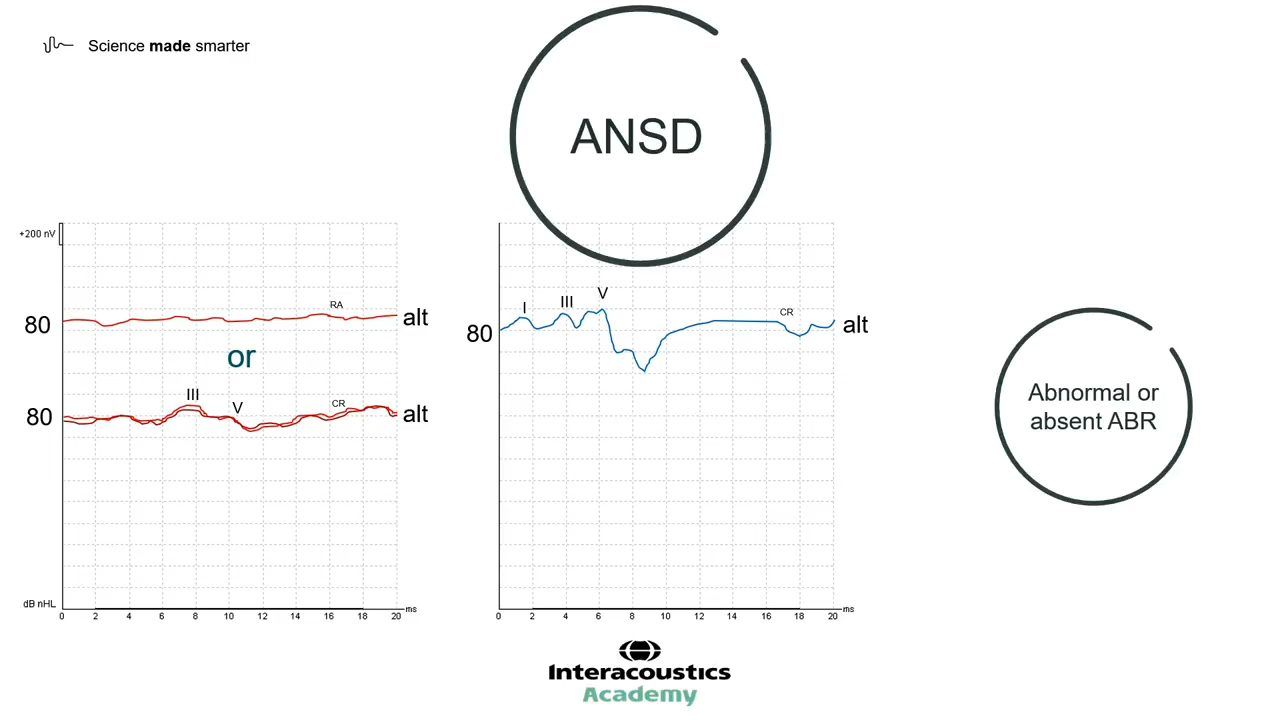 Science made smarter
ANSD
+200 nV
RA
80
alt
or
III
V
CR
80
alt
dB nHL
0 2 4 6 8 10 12 14 16 18 20 ms
I
III
V
CR
80
alt
0 2 4 6 8 10 12 14 16 18 20 ms
Abnormal or
absent ABR
Interacoustics
Academy